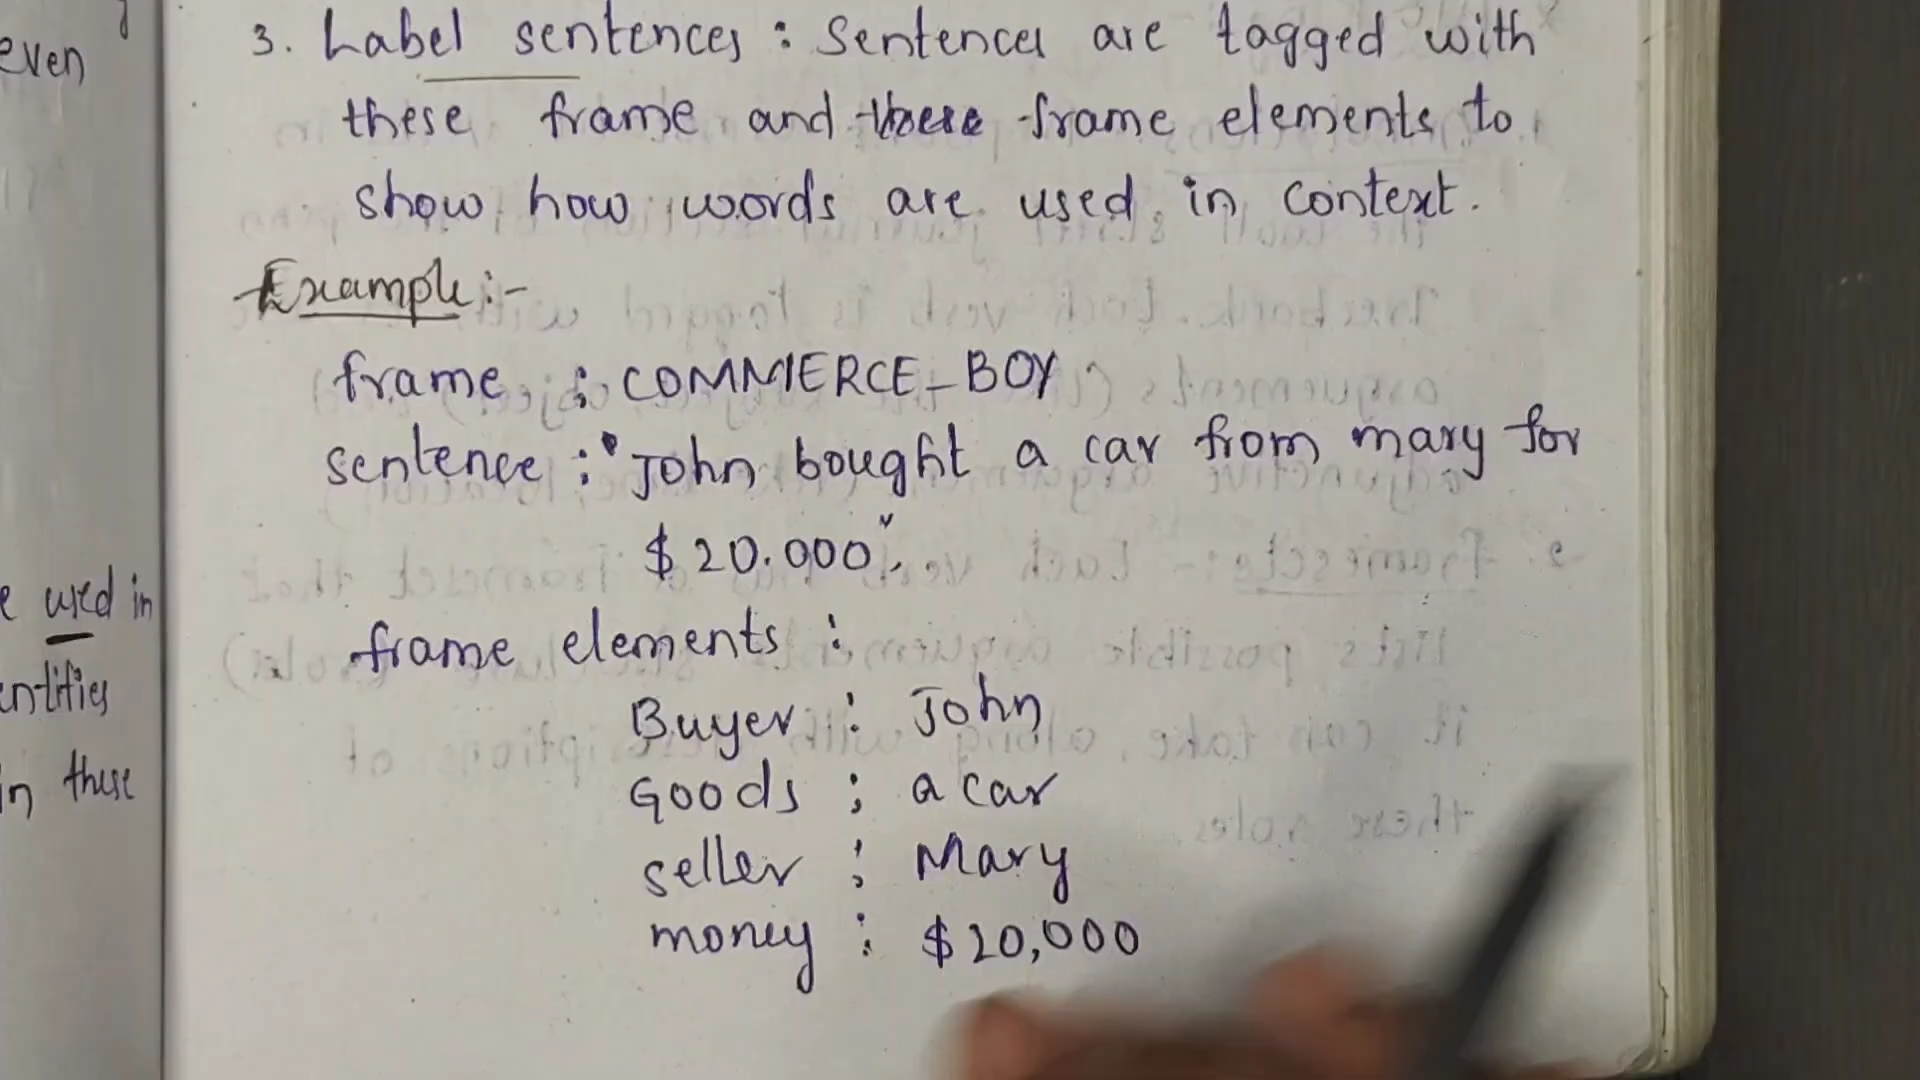 even
3. Label sentences : Sentences are tagged with
these frame and these frame elements to
show how words are used in context.
Example :-
frame : COMMERCE_BOY
sentence : "John bought a car from mary for
$20.000".
frame elements :
Buyer : John
Goods : a car
seller : Mary
money : $20,000
e used in
entities
in these